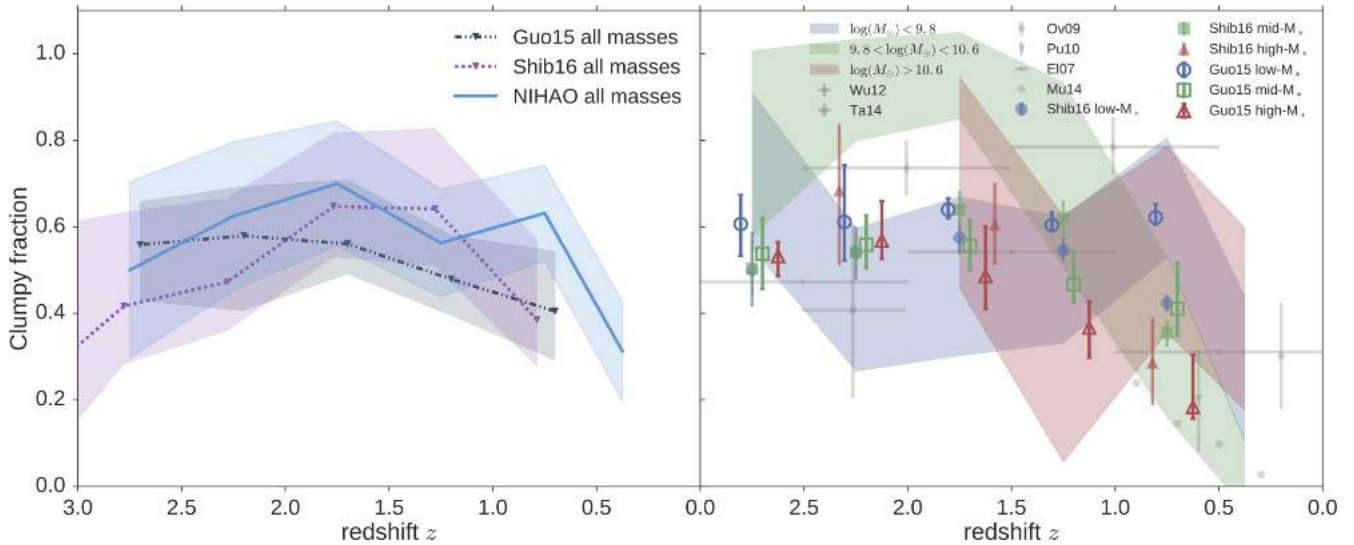 Guo15 all masses
Shib16 all masses
NIHAO all masses
Clumpy fraction
1.0
0.8
0.6
0.4
0.2
0.0
3.0 2.5 2.0 1.5 1.0 0.5
redshift z
log(M⊙) < 9.8
9.8 < log(M⊙) < 10.6
log(M⊙) > 10.6
Wu12
Ta14
Ov09
Pu10
El07
Mu14
Shib16 low-M*
Shib16 mid-M*
Shib16 high-M*
Guo15 low-M*
Guo15 mid-M*
Guo15 high-M*
0.0 2.5 2.0 1.5 1.0 0.5 0.0
redshift z